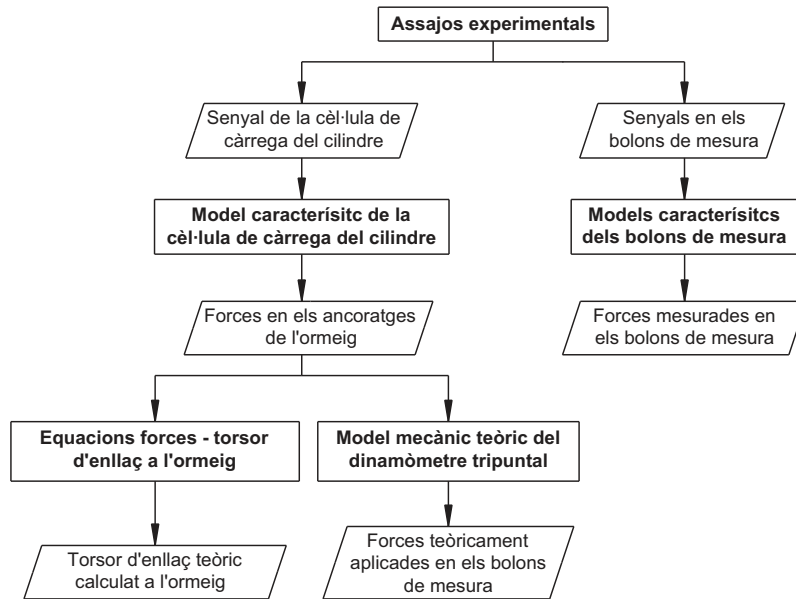 Assajos experimentals
Senyal de la cèl·lula de
càrrega del cilindre
Senyals en els
bolons de mesura
Model caracterísitc de la
cèl·lula de càrrega del cilindre
Models caracterísitcs
dels bolons de mesura
Forces en els ancoratges
de l'ormeig
Forces mesurades en
els bolons de mesura
Equacions forces - torsor
d'enllaç a l'ormeig
Model mecànic teòric del
dinamòmetre tripuntal
Torsor d'enllaç teòric
calculat a l'ormeig
Forces teòricament
aplicades en els bolons
de mesura